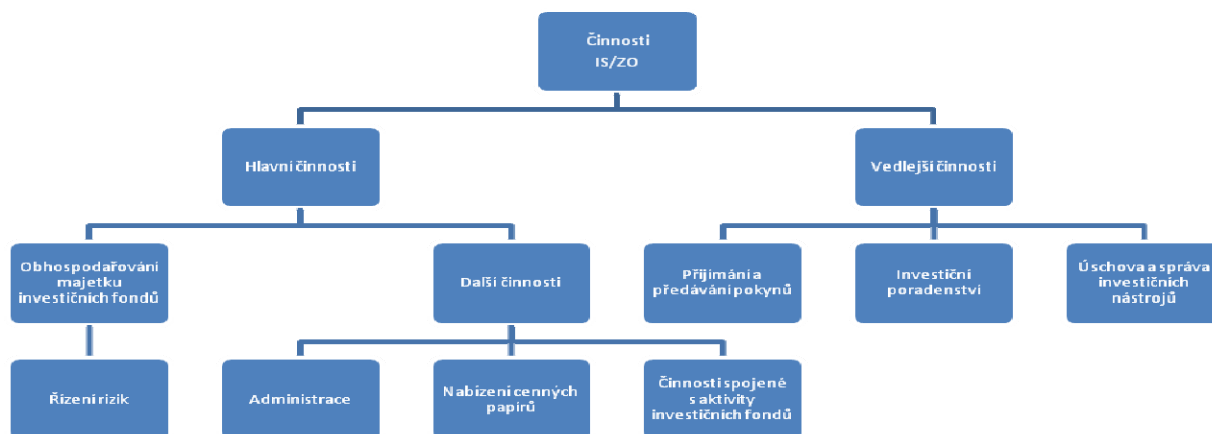 Činnosti
IS/ZO
Hlavní činnosti
Vedlejší činnosti
Obhospodařování
majetku
investičních fondů
Další činnosti
Přijímání a
předávání pokynů
Investiční
poradenství
Úschova a správa
investičních
nástrojů
Řízení rizik
Administrace
Nabízení cenných
papírů
Činnosti spojené
s aktivity
investičních fondů